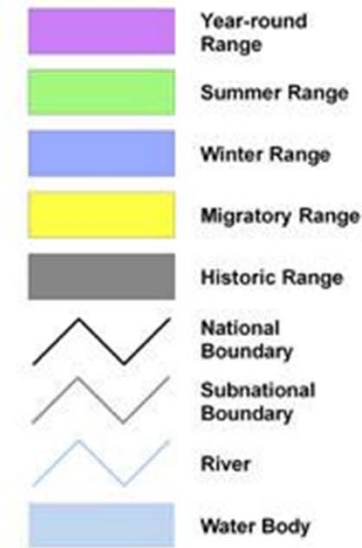 Year-round
Range
Summer Range
Winter Range
Migratory Range
Historic Range
National
Boundary
Subnational
Boundary
River
Water Body